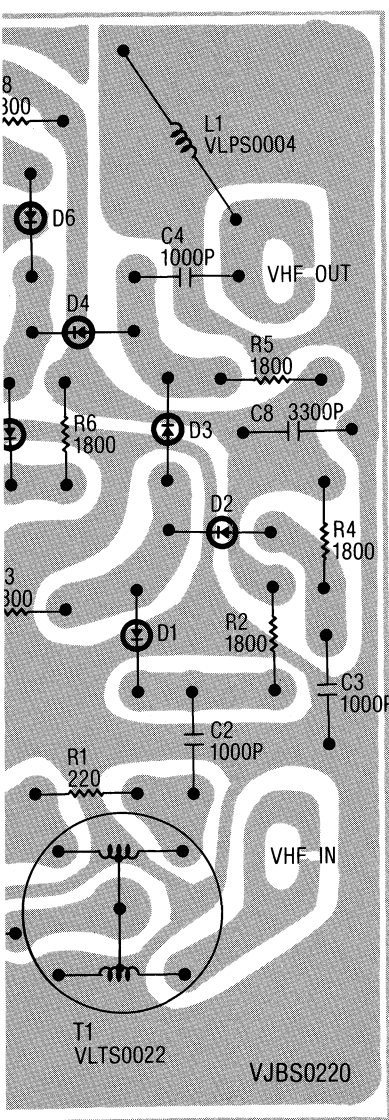 8
300
L1
VLPS0004
D6
C4
1000P
VHF OUT
D4
R5
1800
C8 3300P
R6
1800
D3
D2
R4
1800
3
300
D1
R2
1800
C3
1000P
C2
1000P
R1
220
VHF IN
T1
VLTS0022
VJBS0220